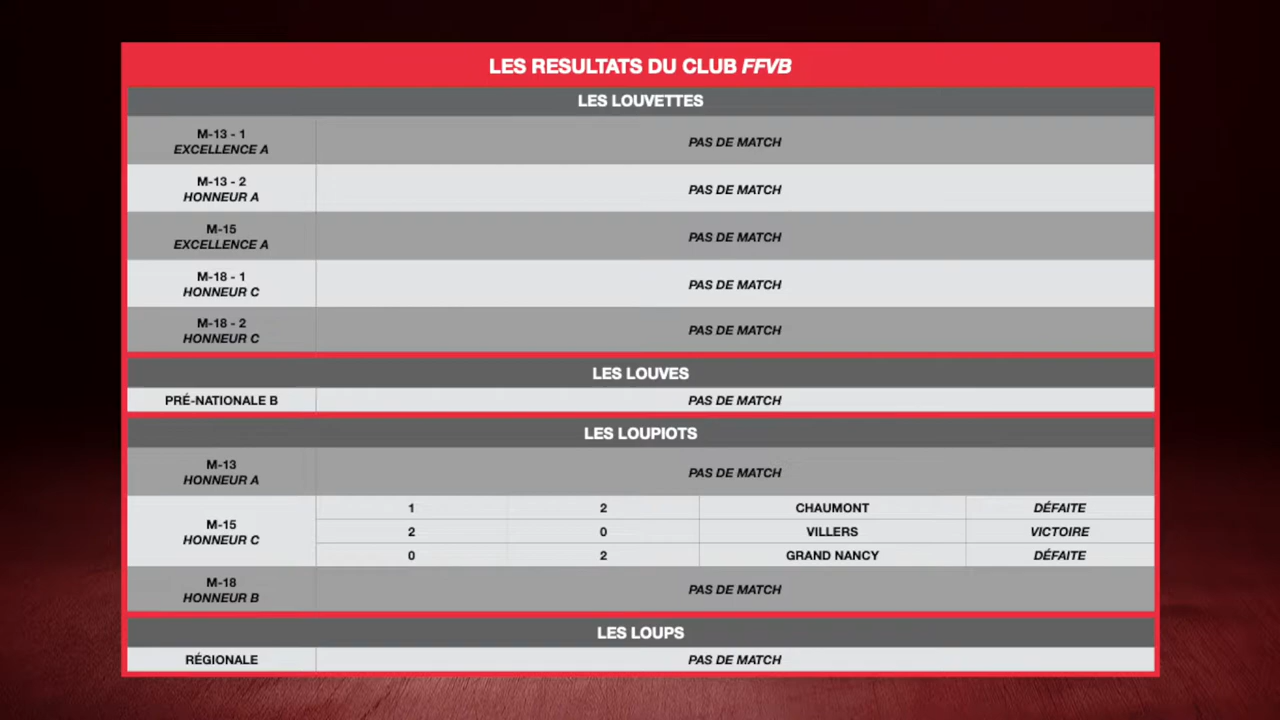 LES RESULTATS DU CLUB FFVB
LES LOUVETTES
M-13 - 1
EXCELLENCE A
PAS DE MATCH
M-13 - 2
HONNEUR A
PAS DE MATCH
M-15
EXCELLENCE A
PAS DE MATCH
M-18 - 1
HONNEUR C
PAS DE MATCH
M-18 - 2
HONNEUR C
PAS DE MATCH
LES LOUVES
PRÉ-NATIONALE B PAS DE MATCH
LES LOUPIOTS
M-13
HONNEUR A
PAS DE MATCH
M-15
HONNEUR C
1 2 CHAUMONT DÉFAITE
2 0 VILLERS VICTOIRE
0 2 GRAND NANCY DÉFAITE
M-18
HONNEUR B
PAS DE MATCH
LES LOUPS
RÉGIONALE PAS DE MATCH